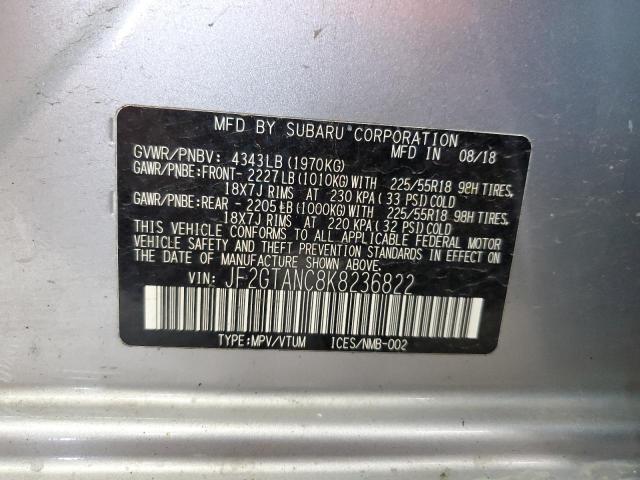 MFD BY SUBARU CORPORATION
MFD IN 08/18
GVWR/PNBV: 4343LB(1970KG)
GAWR/PNBE:FRONT- 2227LB(1010KG)WITH 225/55R18 98H TIRES,
18X7J RIMS AT 230 KPA(33 PSI)COLD
GAWR/PNBE:REAR - 2205LB(1000KG)WITH 225/55R18 98H TIRES,
18X7J RIMS AT 220 KPA(32 PSI)COLD
THIS VEHICLE CONFORMS TO ALL APPLICABLE FEDERAL MOTOR
VEHICLE SAFETY AND THEFT PREVENTION STANDARDS IN EFFECT ON
THE DATE OF MANUFACTURE SHOWN ABOVE.
VIN: JF2GTANC8K8236822
TYPE:MPV/VTUM ICES/NMB-002